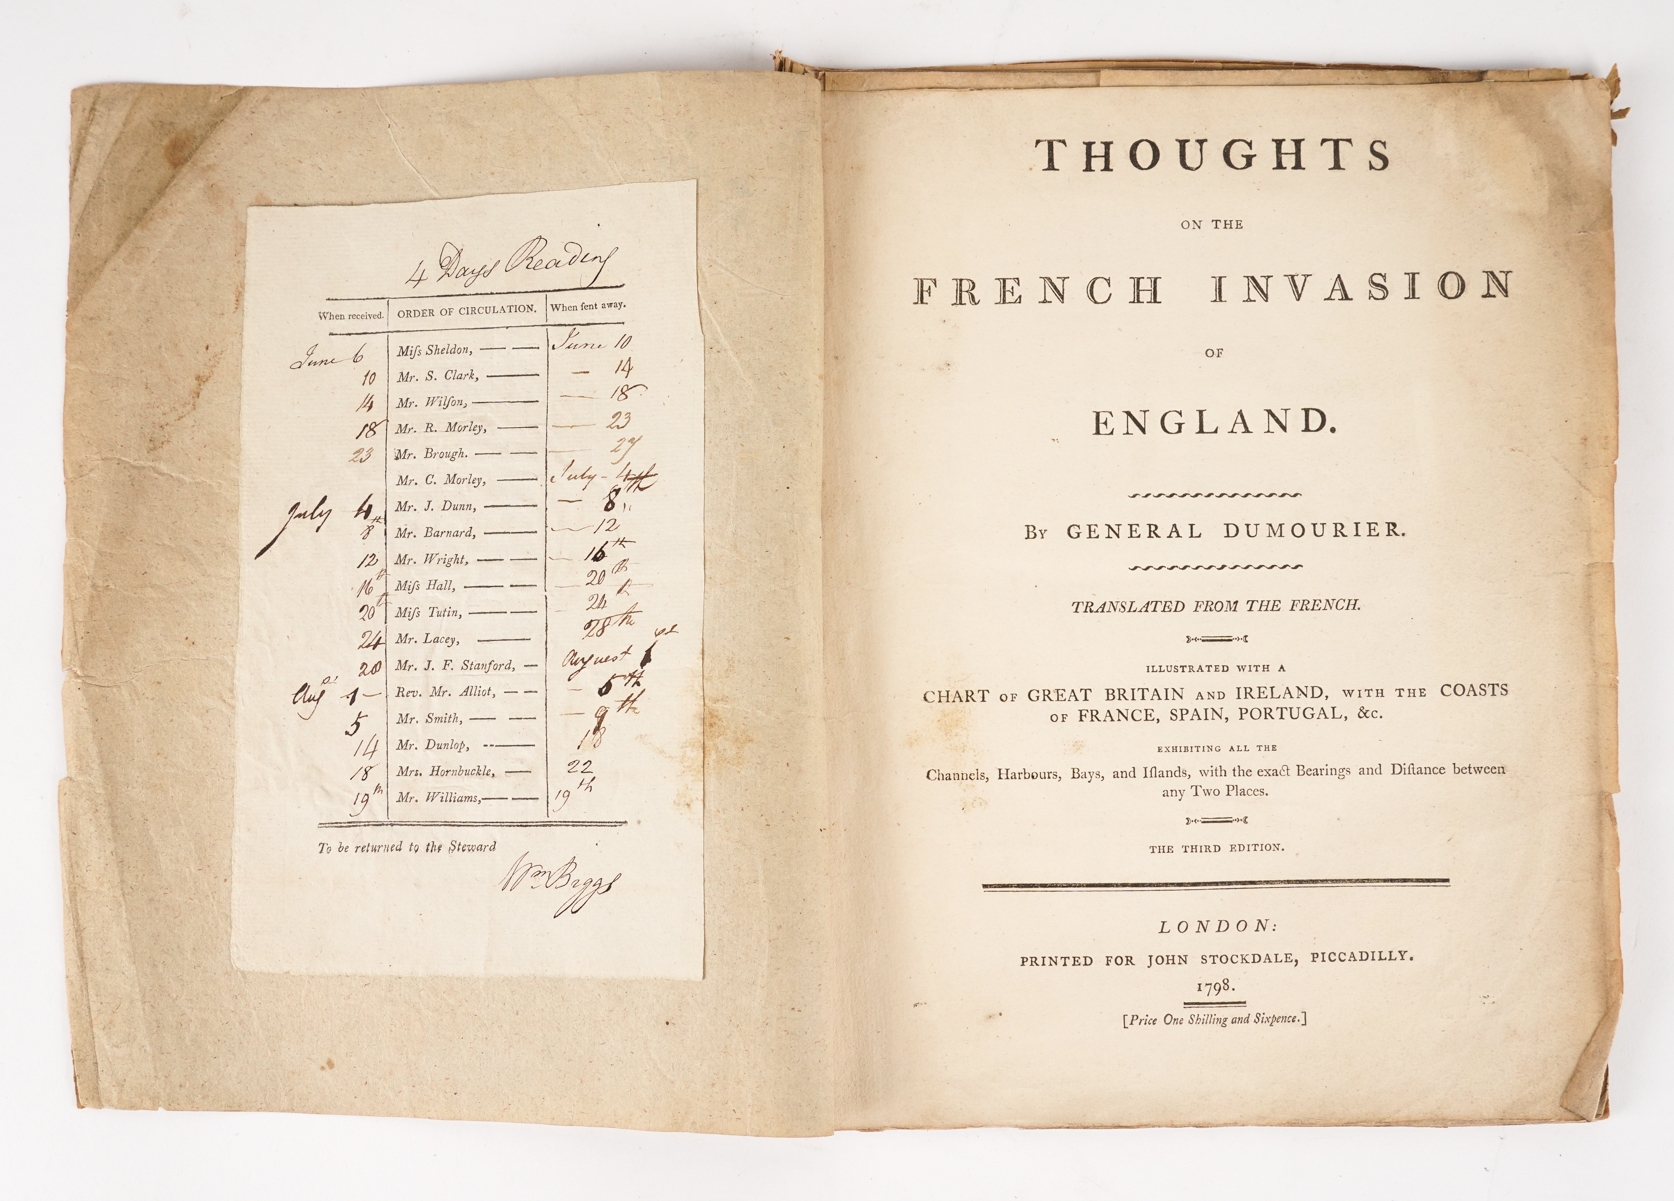 4 Days Reading
When received. ORDER OF CIRCULATION. When ſent away.
June 6 Miſs Sheldon, June 10
10 Mr. S. Clark, — 14
14 Mr. Wilſon, — 18
18 Mr. R. Morley, — 23
23 Mr. Brough. — 27
Mr. C. Morley, July - 4th
July 4th Mr. J. Dunn, — 8th
8 Mr. Barnard, — 12
12 Mr. Wright, — 16th
16th Miſs Hall, — 20th
20th Miſs Tutin, — 24th
24 Mr. Lacey, 28th
28 Mr. J. F. Stanford, August 1st
Augst 1 Rev. Mr. Alliot, — 5th
5 Mr. Smith, — 9th
14 Mr. Dunlop, 18
18 Mrs. Hornbuckle, 22
19th Mr. Williams, 19th
To be returned to the Steward
Wm Briggs
THOUGHTS
ON THE
FRENCH INVASION
OF
ENGLAND.
By GENERAL DUMOURIER.
TRANSLATED FROM THE FRENCH.
ILLUSTRATED WITH A
CHART OF GREAT BRITAIN AND IRELAND, WITH THE COASTS
OF FRANCE, SPAIN, PORTUGAL, &c.
EXHIBITING ALL THE
Channels, Harbours, Bays, and Iſlands, with the exact Bearings and Diſtance between
any Two Places.
THE THIRD EDITION.
LONDON:
PRINTED FOR JOHN STOCKDALE, PICCADILLY.
1798.
[Price One Shilling and Sixpence.]